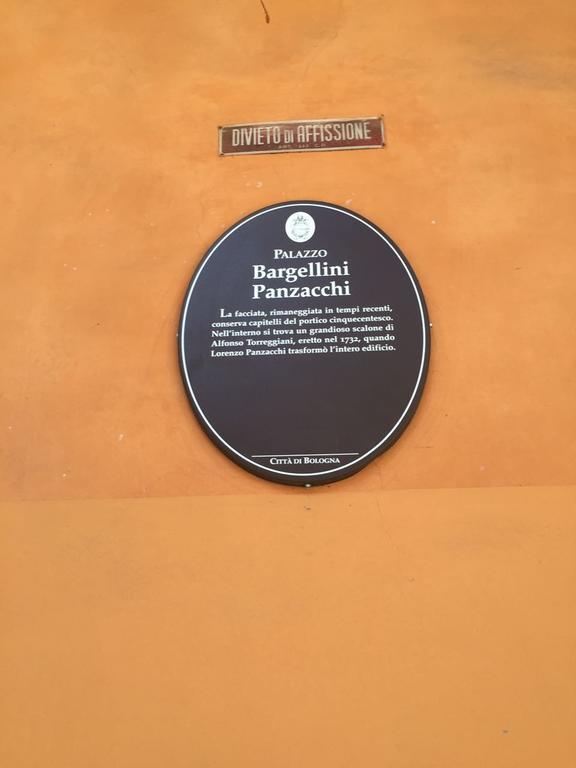 DIVIETO DI AFFISSIONE
PALAZZO
Bargellini
Panzacchi
La facciata, rimaneggiata in tempi recenti,
conserva capitelli del portico cinquecentesco.
Nell'interno si trova un grandioso scalone di
Alfonso Torreggiani, eretto nel 1732, quando
Lorenzo Panzacchi trasformò l'intero edificio.
CITTÀ DI BOLOGNA